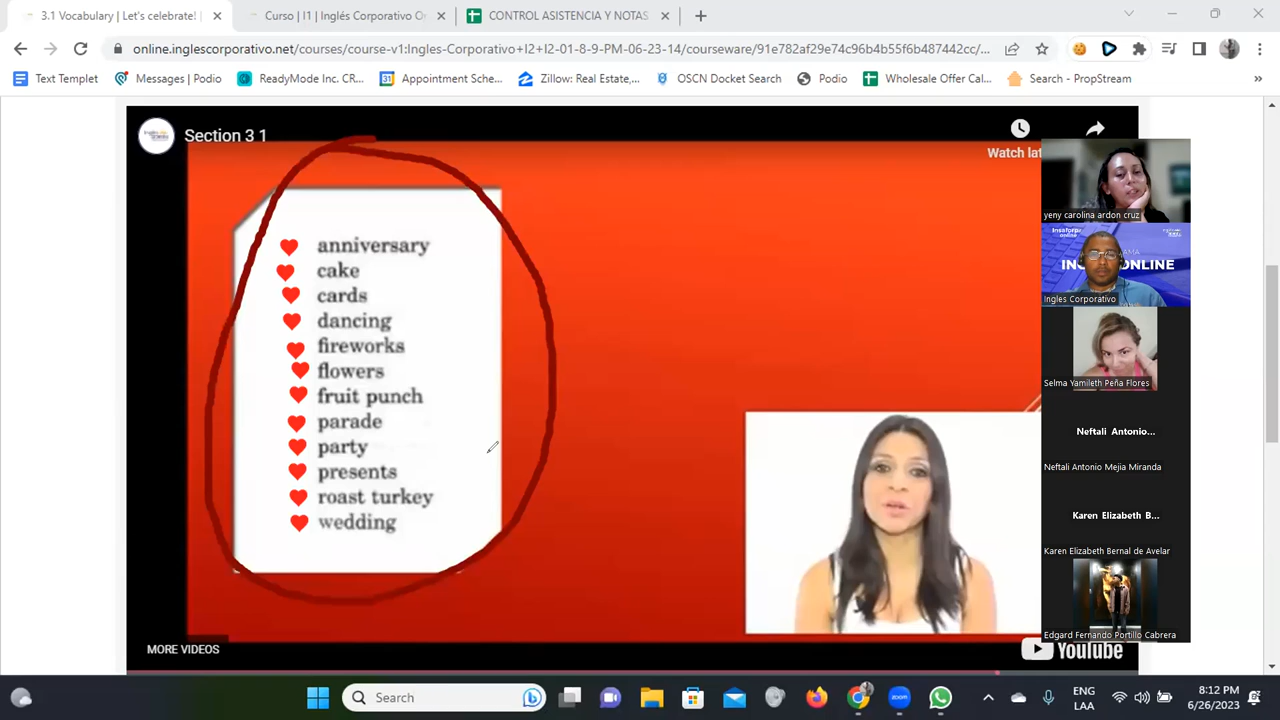 3.1 Vocabulary | Let's celebrate! |
Curso | I1 | Inglés Corporativo Ov
CONTROL ASISTENCIA Y NOTAS.
online.inglescorporativo.net/courses/course-v1:Ingles-Corporativo+I2+I2-01-8-9-PM-06-23-14/courseware/91e782af29e74c96b4b55f6b487442cc/...
Text Templet
Messages | Podio
ReadyMode Inc. CR...
Appointment Sche...
Zillow: Real Estate,...
OSCN Docket Search
Podio
Wholesale Offer Cal...
Search - PropStream
Section 3 1
Watch lat
anniversary
cake
cards
dancing
fireworks
flowers
fruit punch
parade
party
presents
roast turkey
wedding
MORE VIDEOS
YouTube
yeny carolina ardon cruz
Ingles Corporativo
Selma Yamileth Peña Flores
Neftali Antonio...
Neftali Antonio Mejia Miranda
Karen Elizabeth B...
Karen Elizabeth Bernal de Avelar
Edgard Fernando Portillo Cabrera
Search
ENG
LAA
8:12 PM
6/26/2023